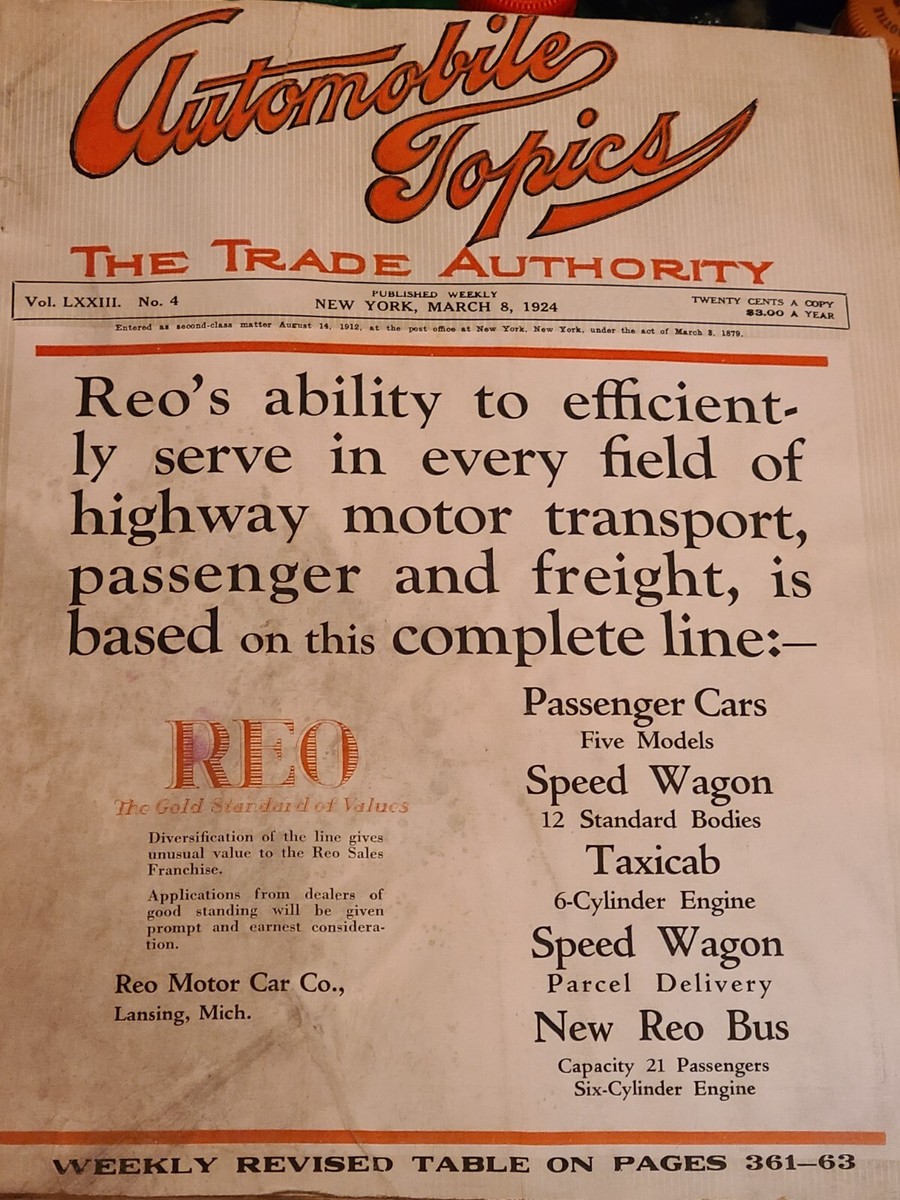 Automobile
Topics
THE TRADE AUTHORITY
Vol. LXXIII. No. 4
PUBLISHED WEEKLY
NEW YORK, MARCH 8, 1924
TWENTY CENTS A COPY
$3.00 A YEAR
Entered as second-class matter August 14, 1912, at the post office at New York, New York, under the act of March 3, 1879.
Reo's ability to efficient-
ly serve in every field of
highway motor transport,
passenger and freight, is
based on this complete line:—
REO
The Gold Standard of Values
Diversification of the line gives
unusual value to the Reo Sales
Franchise.
Applications from dealers of
good standing will be given
prompt and earnest considera-
tion.
Reo Motor Car Co.,
Lansing, Mich.
Passenger Cars
Five Models
Speed Wagon
12 Standard Bodies
Taxicab
6-Cylinder Engine
Speed Wagon
Parcel Delivery
New Reo Bus
Capacity 21 Passengers
Six-Cylinder Engine
WEEKLY REVISED TABLE ON PAGES 361—63